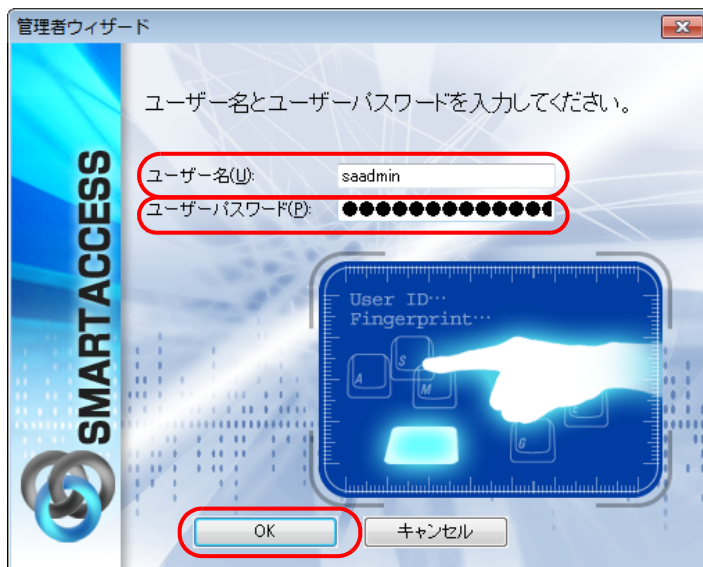 管理者ウィザード
SMARTACCESS
ユーザー名とユーザーパスワードを入力してください。
ユーザー名(U): saadmin
ユーザーパスワード(P): ●●●●●●●●●●●●●
User ID…
Fingerprint…
A
S
M
G
E
OK
キャンセル